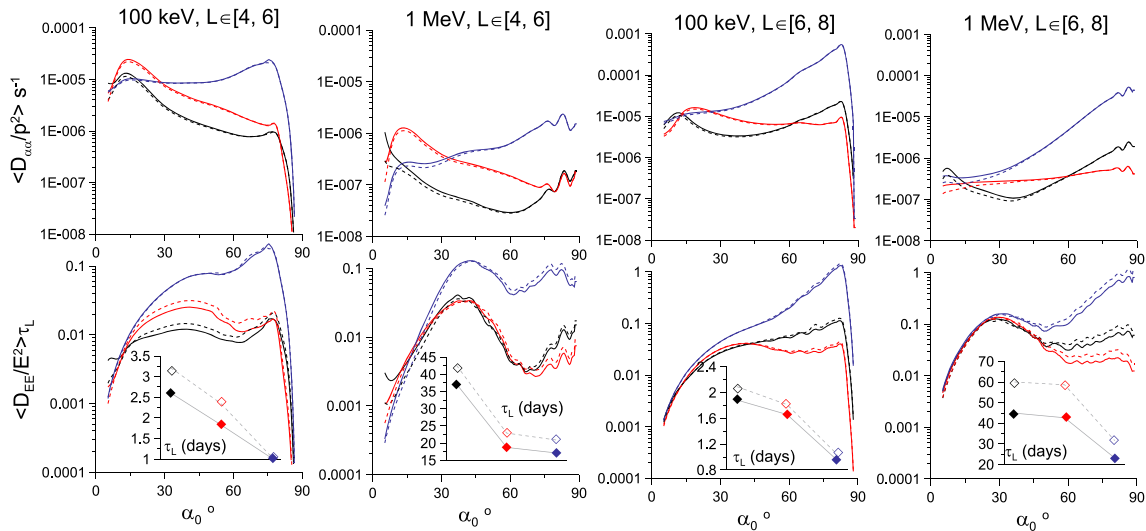 100 keV, L∈[4, 6]
1 MeV, L∈[4, 6]
100 keV, L∈[6, 8]
1 MeV, L∈[6, 8]
<D_αα/p²> s⁻¹
0.0001
1E-005
1E-006
1E-007
1E-008
0 30 60 90
0.0001
1E-005
1E-006
1E-007
1E-008
0 30 60 90
0.0001
1E-005
1E-006
1E-007
1E-008
0 30 60 90
0.0001
1E-005
1E-006
1E-007
1E-008
0 30 60 90
<D_EE/E²>τ_L
0.1
0.01
0.001
0.0001
3.5
3
2.5
2
1.5
1
τ_L (days)
0 30 60 90
α₀ °
0.1
0.01
0.001
0.0001
45
40
35
30
25
20
15
τ_L (days)
0 30 60 90
α₀ °
1
0.1
0.01
0.001
0.0001
2.4
2
1.6
1.2
0.8
τ_L (days)
0 30 60 90
α₀ °
1
0.1
0.01
0.001
0.0001
70
60
50
40
30
20
τ_L (days)
0 30 60 90
α₀ °